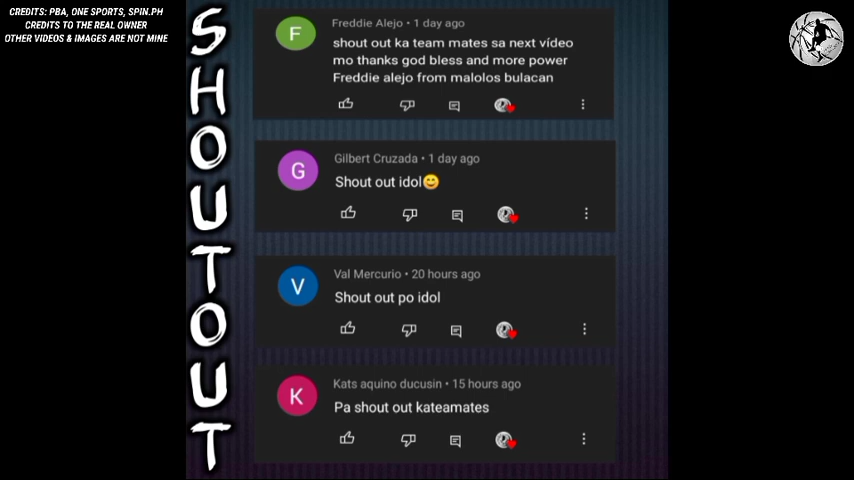 CREDITS: PBA, ONE SPORTS, SPIN.PH
CREDITS TO THE REAL OWNER
OTHER VIDEOS & IMAGES ARE NOT MINE
SHOUTOUT
F
Freddie Alejo • 1 day ago
shout out ka team mates sa next vídeo
mo thanks god bless and more power
Freddie alejo from malolos bulacan
G
Gilbert Cruzada • 1 day ago
Shout out idol😄
V
Val Mercurio • 20 hours ago
Shout out po idol
K
Kats aquino ducusin • 15 hours ago
Pa shout out kateamates